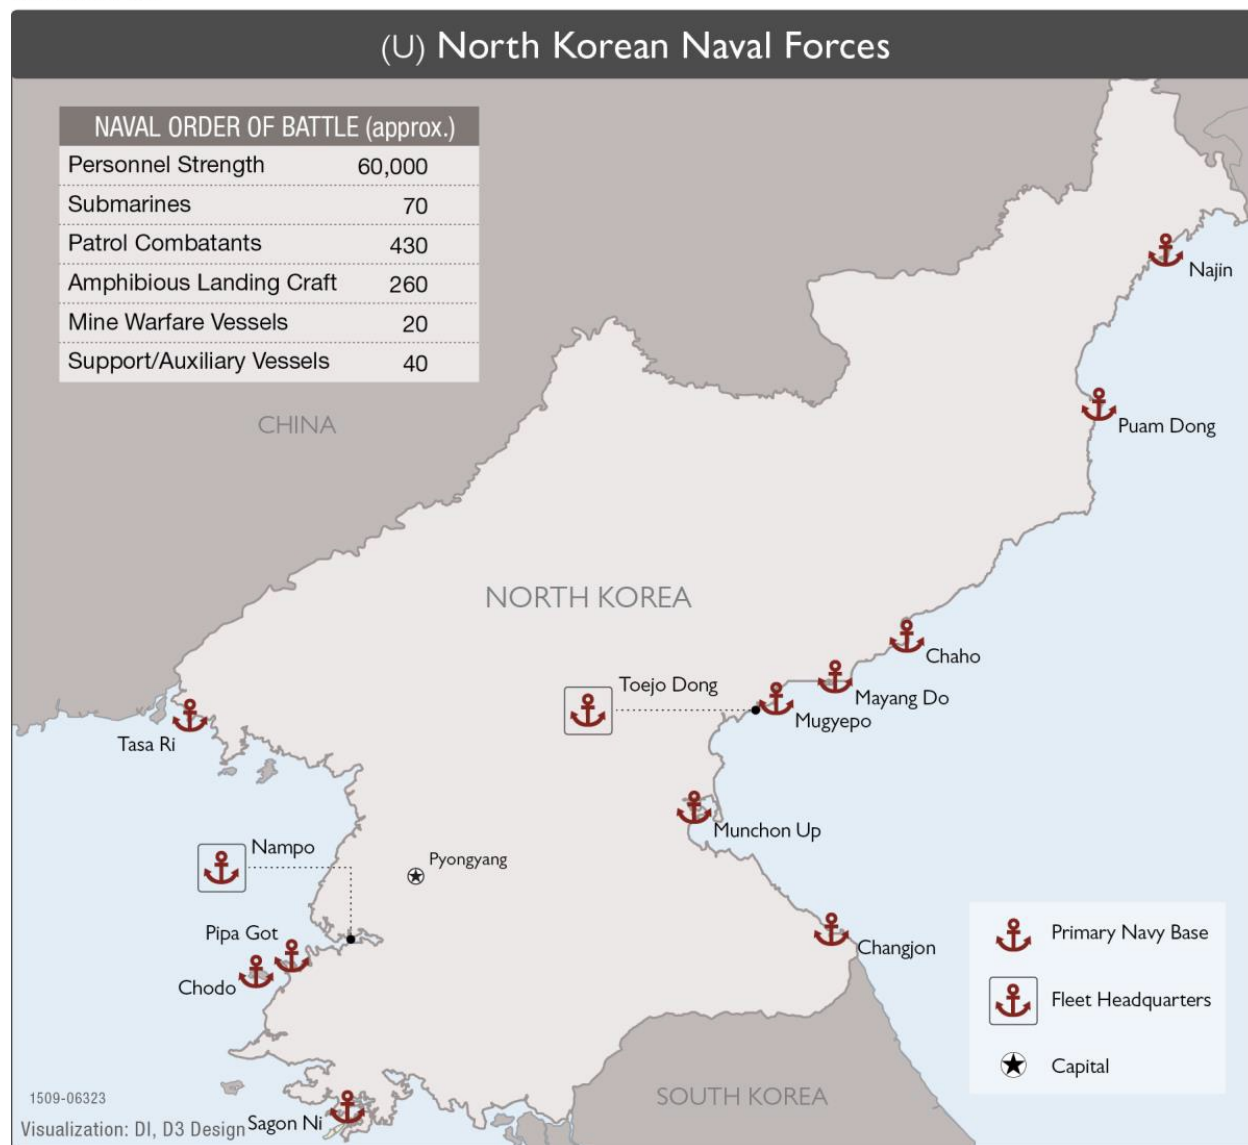 (U) North Korean Naval Forces
NAVAL ORDER OF BATTLE (approx.)
Personnel Strength 60,000
Submarines 70
Patrol Combatants 430
Amphibious Landing Craft 260
Mine Warfare Vessels 20
Support/Auxiliary Vessels 40
CHINA
Najin
Puam Dong
NORTH KOREA
Chaho
Toejo Dong
Mayang Do
Mugyepo
Tasa Ri
Munchon Up
Nampo
Pyongyang
Pipa Got
Changjon
Chodo
Primary Navy Base
Fleet Headquarters
Capital
SOUTH KOREA
1509-06323
Sagon Ni
Visualization: DI, D3 Design